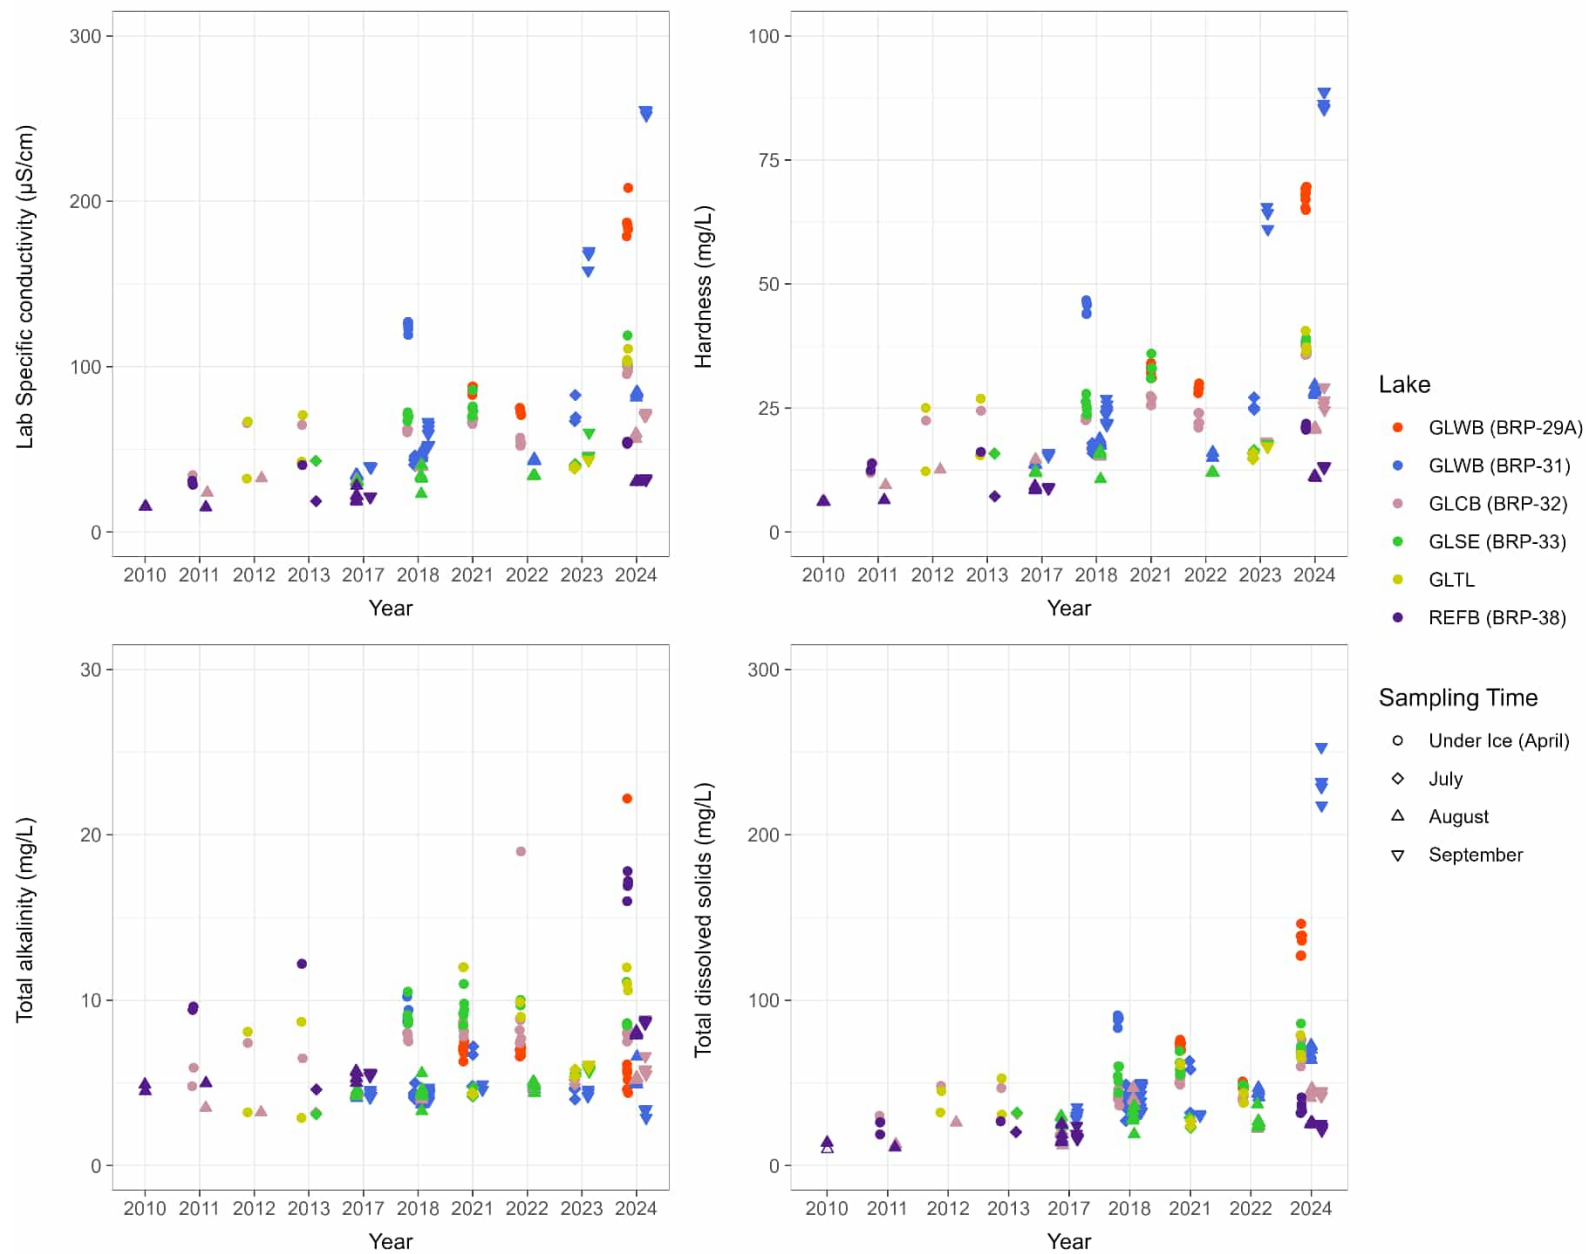 Lab Specific conductivity (µS/cm)
300
200
100
0
2010 2011 2012 2013 2017 2018 2021 2022 2023 2024
Year
Hardness (mg/L)
100
75
50
25
0
2010 2011 2012 2013 2017 2018 2021 2022 2023 2024
Year
Total alkalinity (mg/L)
30
20
10
0
2010 2011 2012 2013 2017 2018 2021 2022 2023 2024
Year
Total dissolved solids (mg/L)
300
200
100
0
2010 2011 2012 2013 2017 2018 2021 2022 2024
Year
Lake
GLWB (BRP-29A)
GLWB (BRP-31)
GLCB (BRP-32)
GLSE (BRP-33)
GLTL
REFB (BRP-38)
Sampling Time
Under Ice (April)
July
August
September